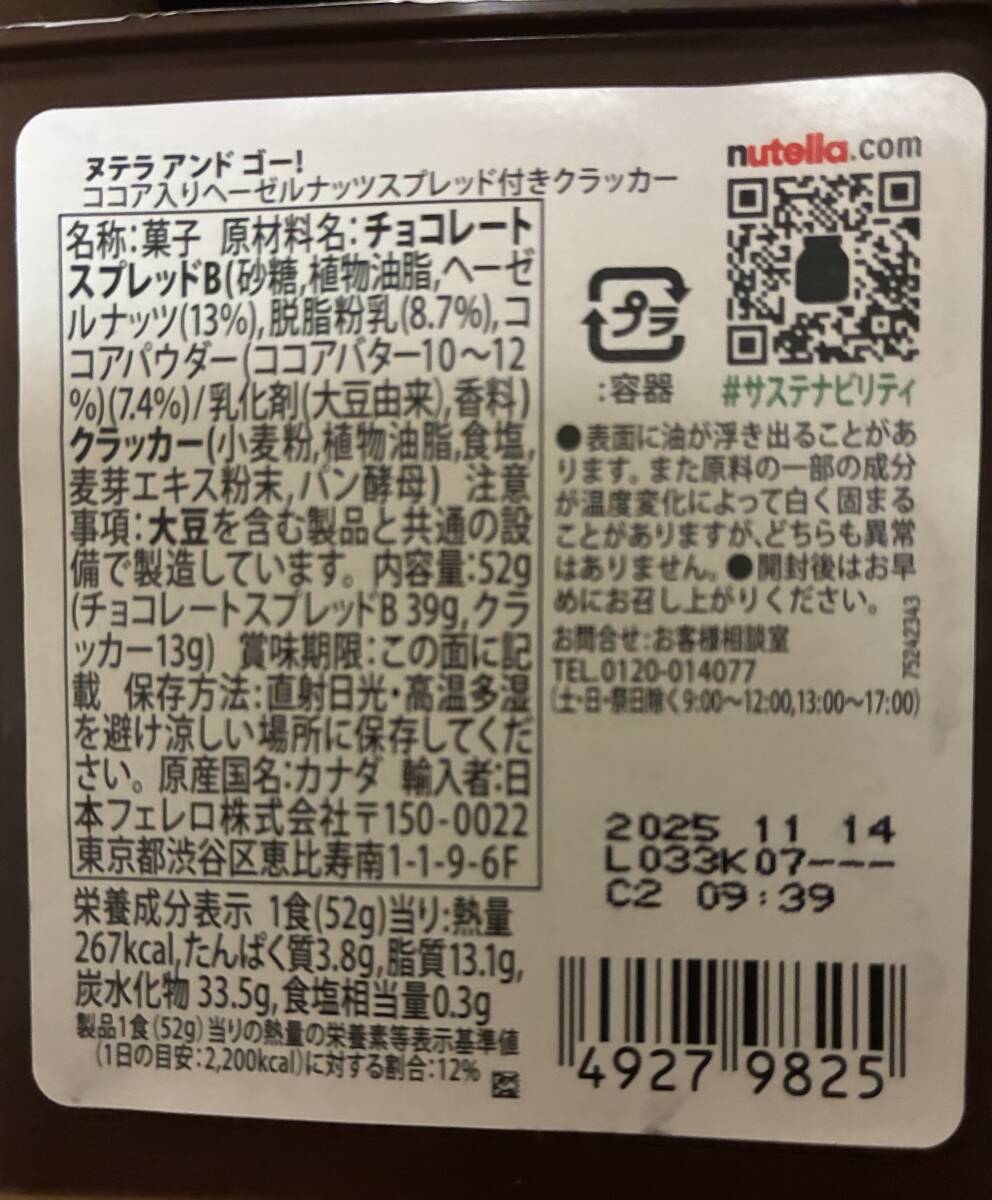 ヌテラ アンド ゴー!
ココア入りヘーゼルナッツスプレッド付きクラッカー
名称:菓子 原材料名:チョコレート
スプレッドB(砂糖,植物油脂,ヘーゼ
ルナッツ(13%),脱脂粉乳(8.7%),コ
コアパウダー(ココアバター10～12
%)(7.4%)/乳化剤(大豆由来),香料)
クラッカー(小麦粉,植物油脂,食塩,
麦芽エキス粉末,パン酵母) 注意
事項:大豆を含む製品と共通の設
備で製造しています。内容量:52g
(チョコレートスプレッドB 39g,クラ
ッカー13g) 賞味期限:この面に記
載 保存方法:直射日光・高温多湿
を避け涼しい場所に保存してくだ
さい。原産国名:カナダ 輸入者:日
本フェレロ株式会社〒150-0022
東京都渋谷区恵比寿南1-1-9-6F
栄養成分表示 1食(52g)当り:熱量
267kcal,たんぱく質3.8g,脂質13.1g,
炭水化物 33.5g,食塩相当量0.3g
製品1食(52g)当りの熱量の栄養素等表示基準値
(1日の目安:2,200kcal)に対する割合:12%
nutella.com
プラ
:容器
#サステナビリティ
●表面に油が浮き出ることがあ
ります。また原料の一部の成分
が温度変化によって白く固まる
ことがありますが、どちらも異常
はありません。●開封後はお早
めにお召し上がりください。
お問合せ:お客様相談室
TEL.0120-014077
(土・日・祭日除く9:00～12:00,13:00～17:00)
75242343
2025 11 14
L033K07---
C2 09:39
4927 9825